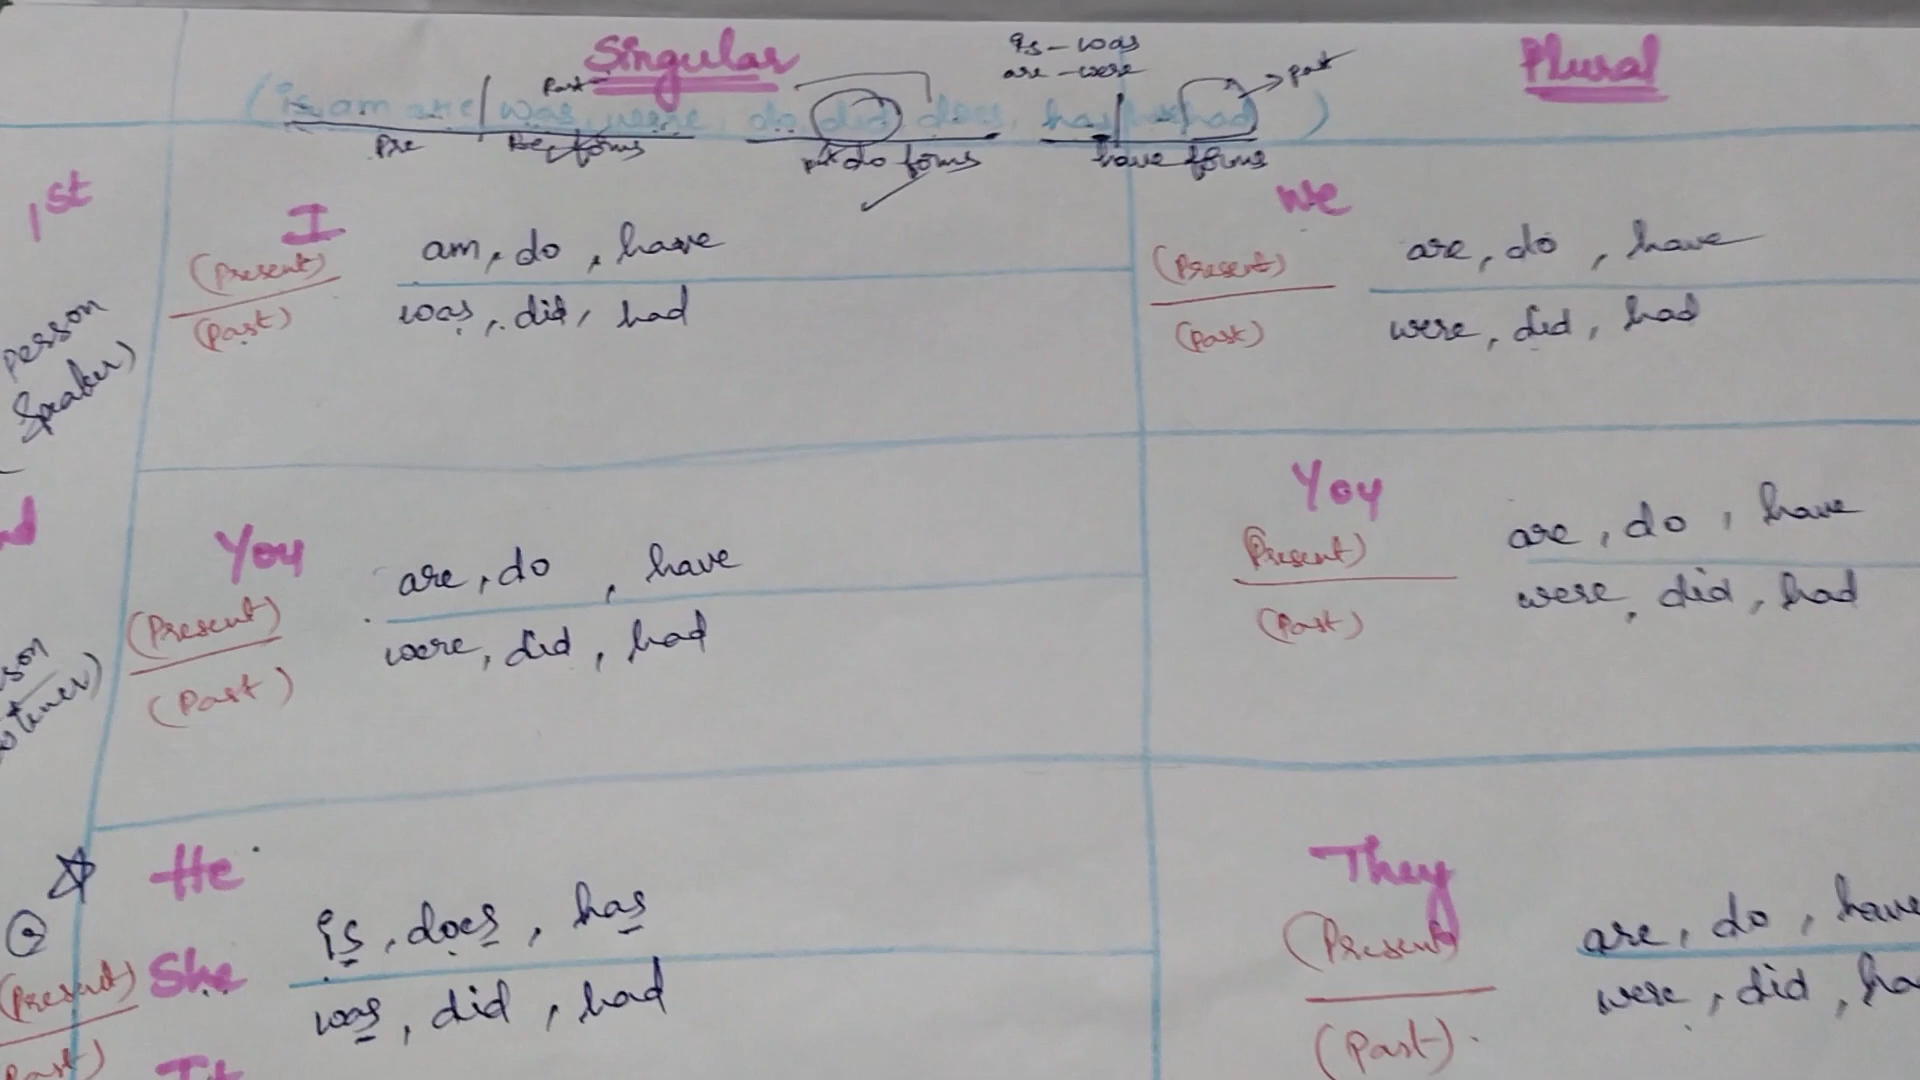 Singular
is - was
Plural
are - were
Past
past
(is, am are/ was, were, do did does, has/have had)
Pre
Be, forms
do forms
have forms
1st
I
We
am, do, have
are, do, have
(Present)
(Present)
(Past)
was, did, had
(Past)
were, did, had
Person
Speaker)
You
You
are, do, have
are, do, have
(Present)
(Present)
were, did, had
were, did, had
(Past)
(Past)
He
They
is, does, has
are, do, have
She
(Present)
(Present)
was, did, had
were, did, ha
(Past).
Past)
It